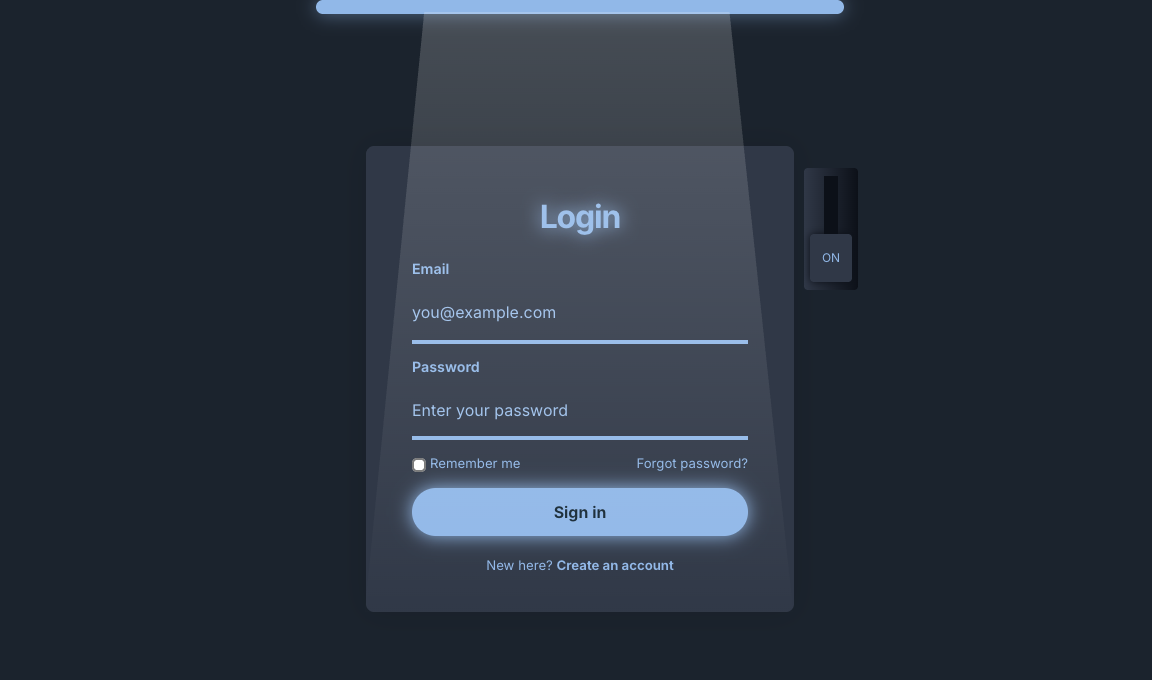 Login
Email
you@example.com
ON
Password
Enter your password
Remember me
Forgot password?
Sign in
New here? Create an account